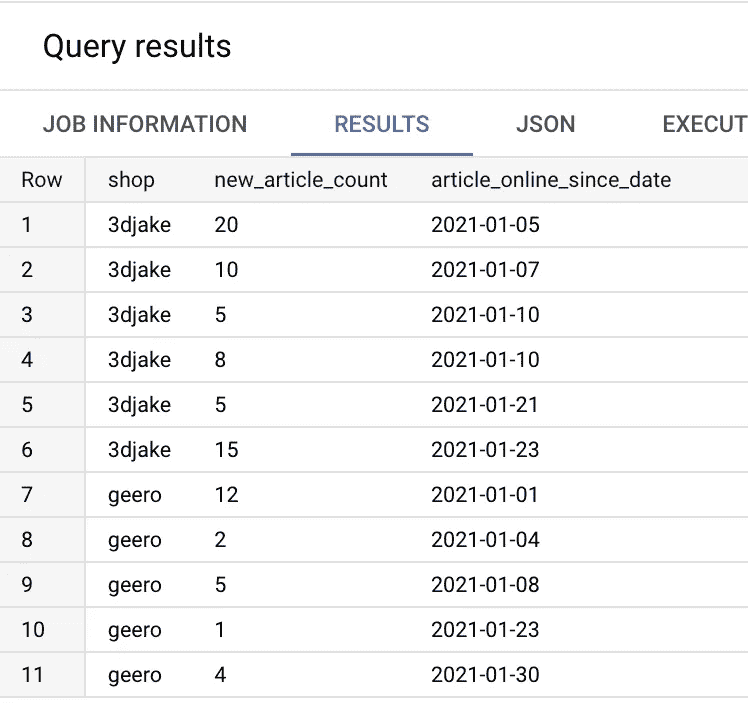 Query results
JOB INFORMATION RESULTS JSON EXECUT
Row shop new_article_count article_online_since_date
1 3djake 20 2021-01-05
2 3djake 10 2021-01-07
3 3djake 5 2021-01-10
4 3djake 8 2021-01-10
5 3djake 5 2021-01-21
6 3djake 15 2021-01-23
7 geero 12 2021-01-01
8 geero 2 2021-01-04
9 geero 5 2021-01-08
10 geero 1 2021-01-23
11 geero 4 2021-01-30